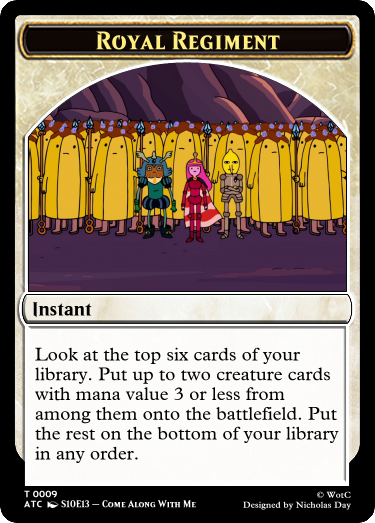 Royal Regiment
Instant
Look at the top six cards of your
library. Put up to two creature cards
with mana value 3 or less from
among them onto the battlefield. Put
the rest on the bottom of your library
in any order.
T 0009
ATC S10E13 — Come Along With Me
© WotC
Designed by Nicholas Day